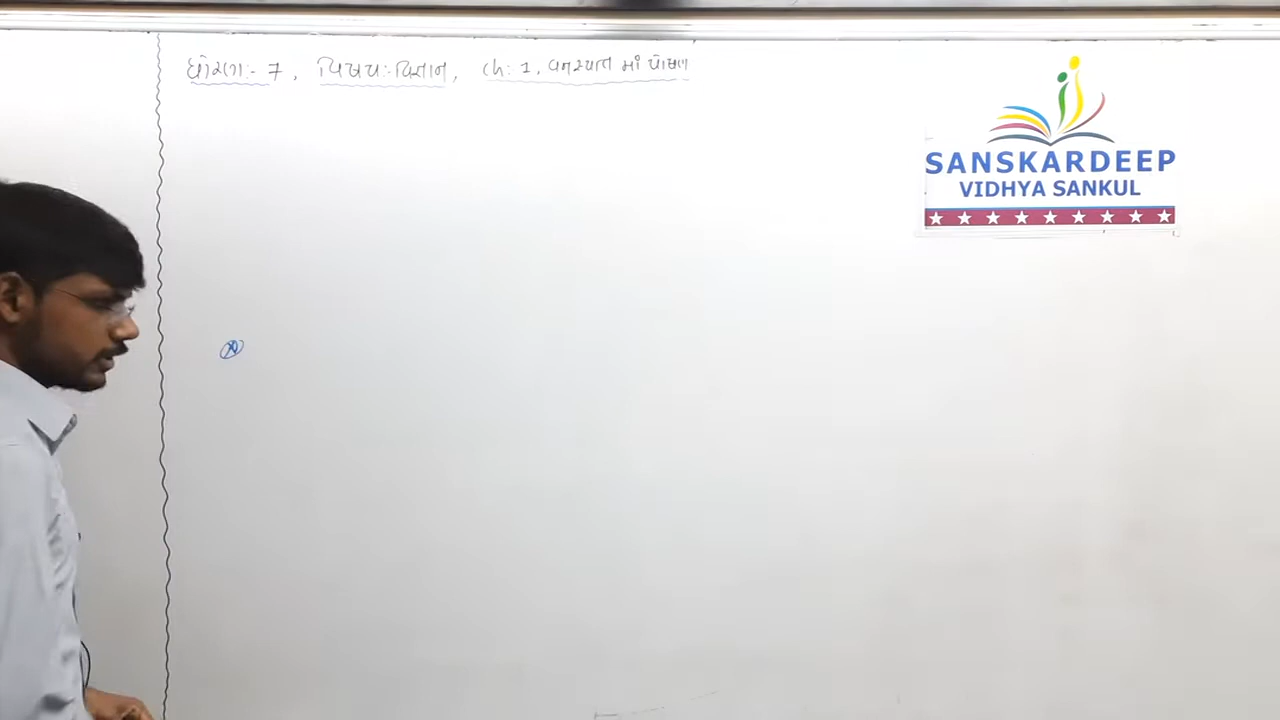 ધોરણ:- 7, વિષય:- વિજ્ઞાન, Ch: 1, વનસ્પતિ માં પોષણ
SANSKARDEEP
VIDHYA SANKUL